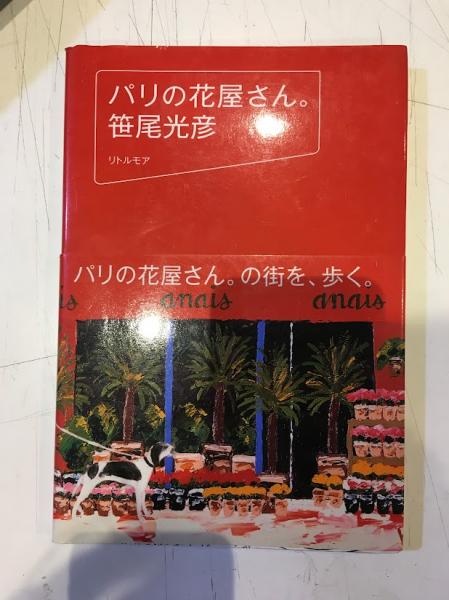 パリの花屋さん。
笹尾光彦
リトルモア
パリの花屋さん。の街を、歩く。
is anais anais